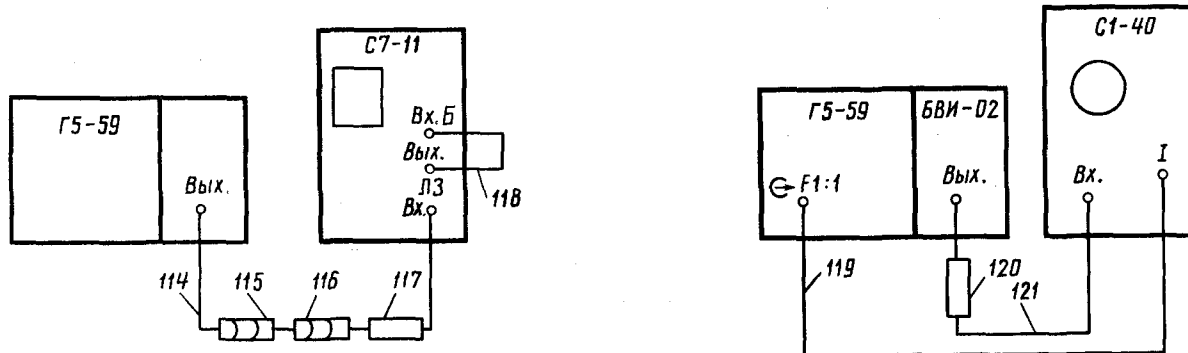 С7-11
Г5-59
Вх. Б
Вых.
ЛЗ
Вх.
118
Вых.
114
115
116
117
С1-40
Г5-59
БВИ-02
F1:1
Вых.
Вх.
I
119
120
121